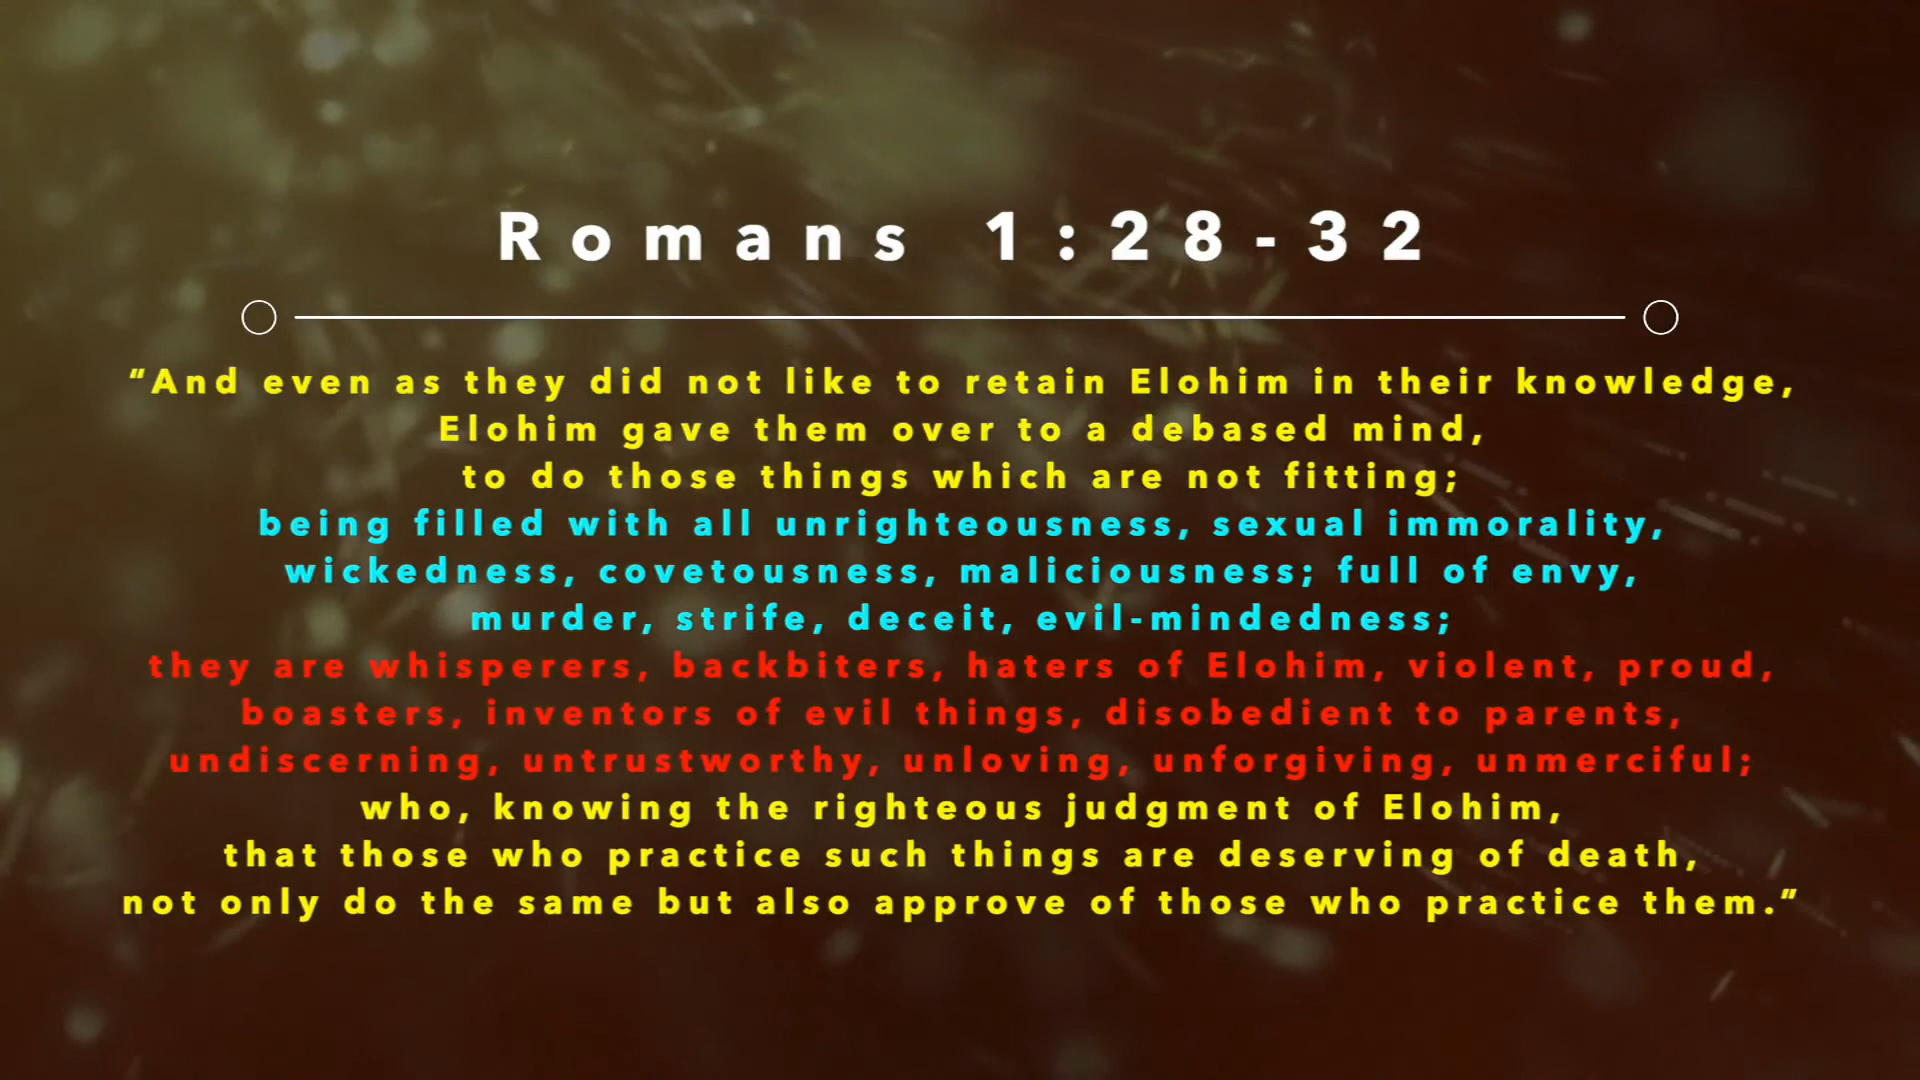 Romans 1:28-32
"And even as they did not like to retain Elohim in their knowledge,
Elohim gave them over to a debased mind,
to do those things which are not fitting;
being filled with all unrighteousness, sexual immorality,
wickedness, covetousness, maliciousness; full of envy,
murder, strife, deceit, evil-mindedness;
they are whisperers, backbiters, haters of Elohim, violent, proud,
boasters, inventors of evil things, disobedient to parents,
undiscerning, untrustworthy, unloving, unforgiving, unmerciful;
who, knowing the righteous judgment of Elohim,
that those who practice such things are deserving of death,
not only do the same but also approve of those who practice them."